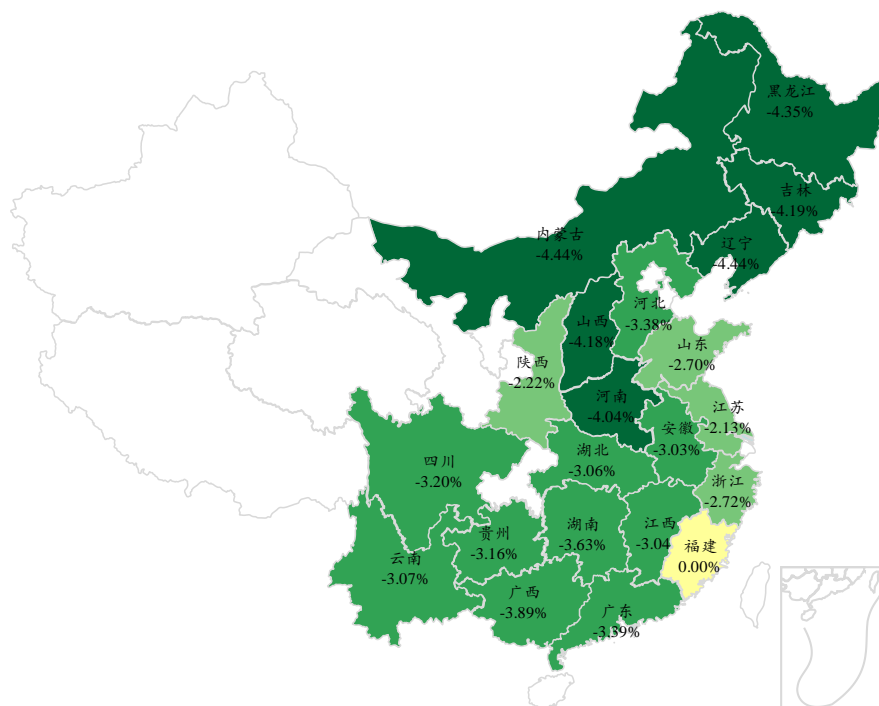 黑龙江
-4.35%
吉林
-4.19%
内蒙古
-4.44%
辽宁
-4.44%
河北
-3.38%
山西
-4.18%
山东
-2.70%
陕西
-2.22%
河南
-4.04%
江苏
-2.13%
安徽
-3.03%
湖北
-3.06%
四川
-3.20%
浙江
-2.72%
贵州
-3.16%
湖南
-3.63%
江西
-3.04
福建
0.00%
云南
-3.07%
广西
-3.89%
广东
-3.39%